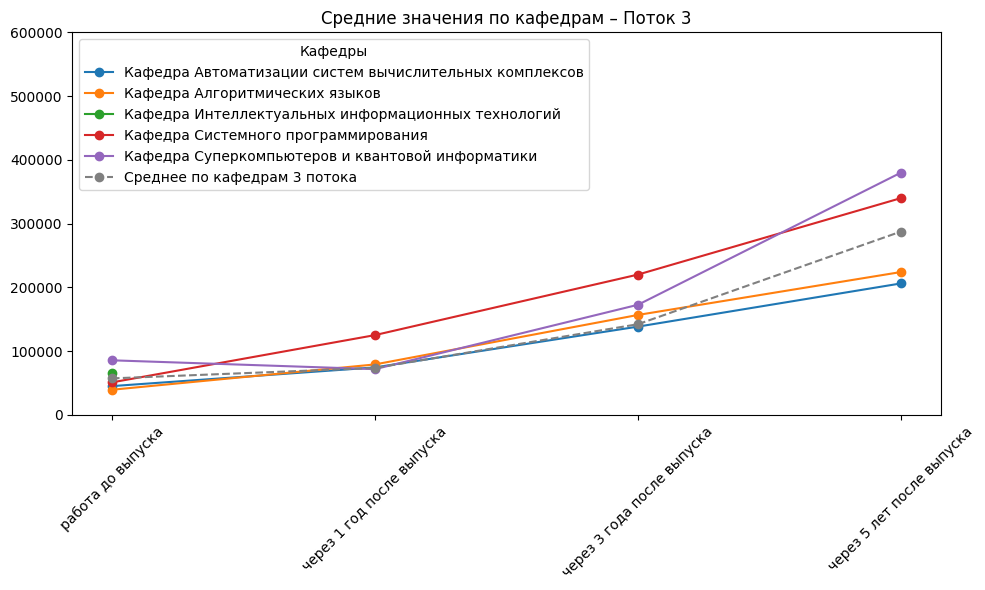 Средние значения по кафедрам – Поток 3
600000
500000
400000
300000
200000
100000
0
Кафедры
Кафедра Автоматизации систем вычислительных комплексов
Кафедра Алгоритмических языков
Кафедра Интеллектуальных информационных технологий
Кафедра Системного программирования
Кафедра Суперкомпьютеров и квантовой информатики
Среднее по кафедрам 3 потока
работа до выпуска
через 1 год после выпуска
через 3 года после выпуска
через 5 лет после выпуска